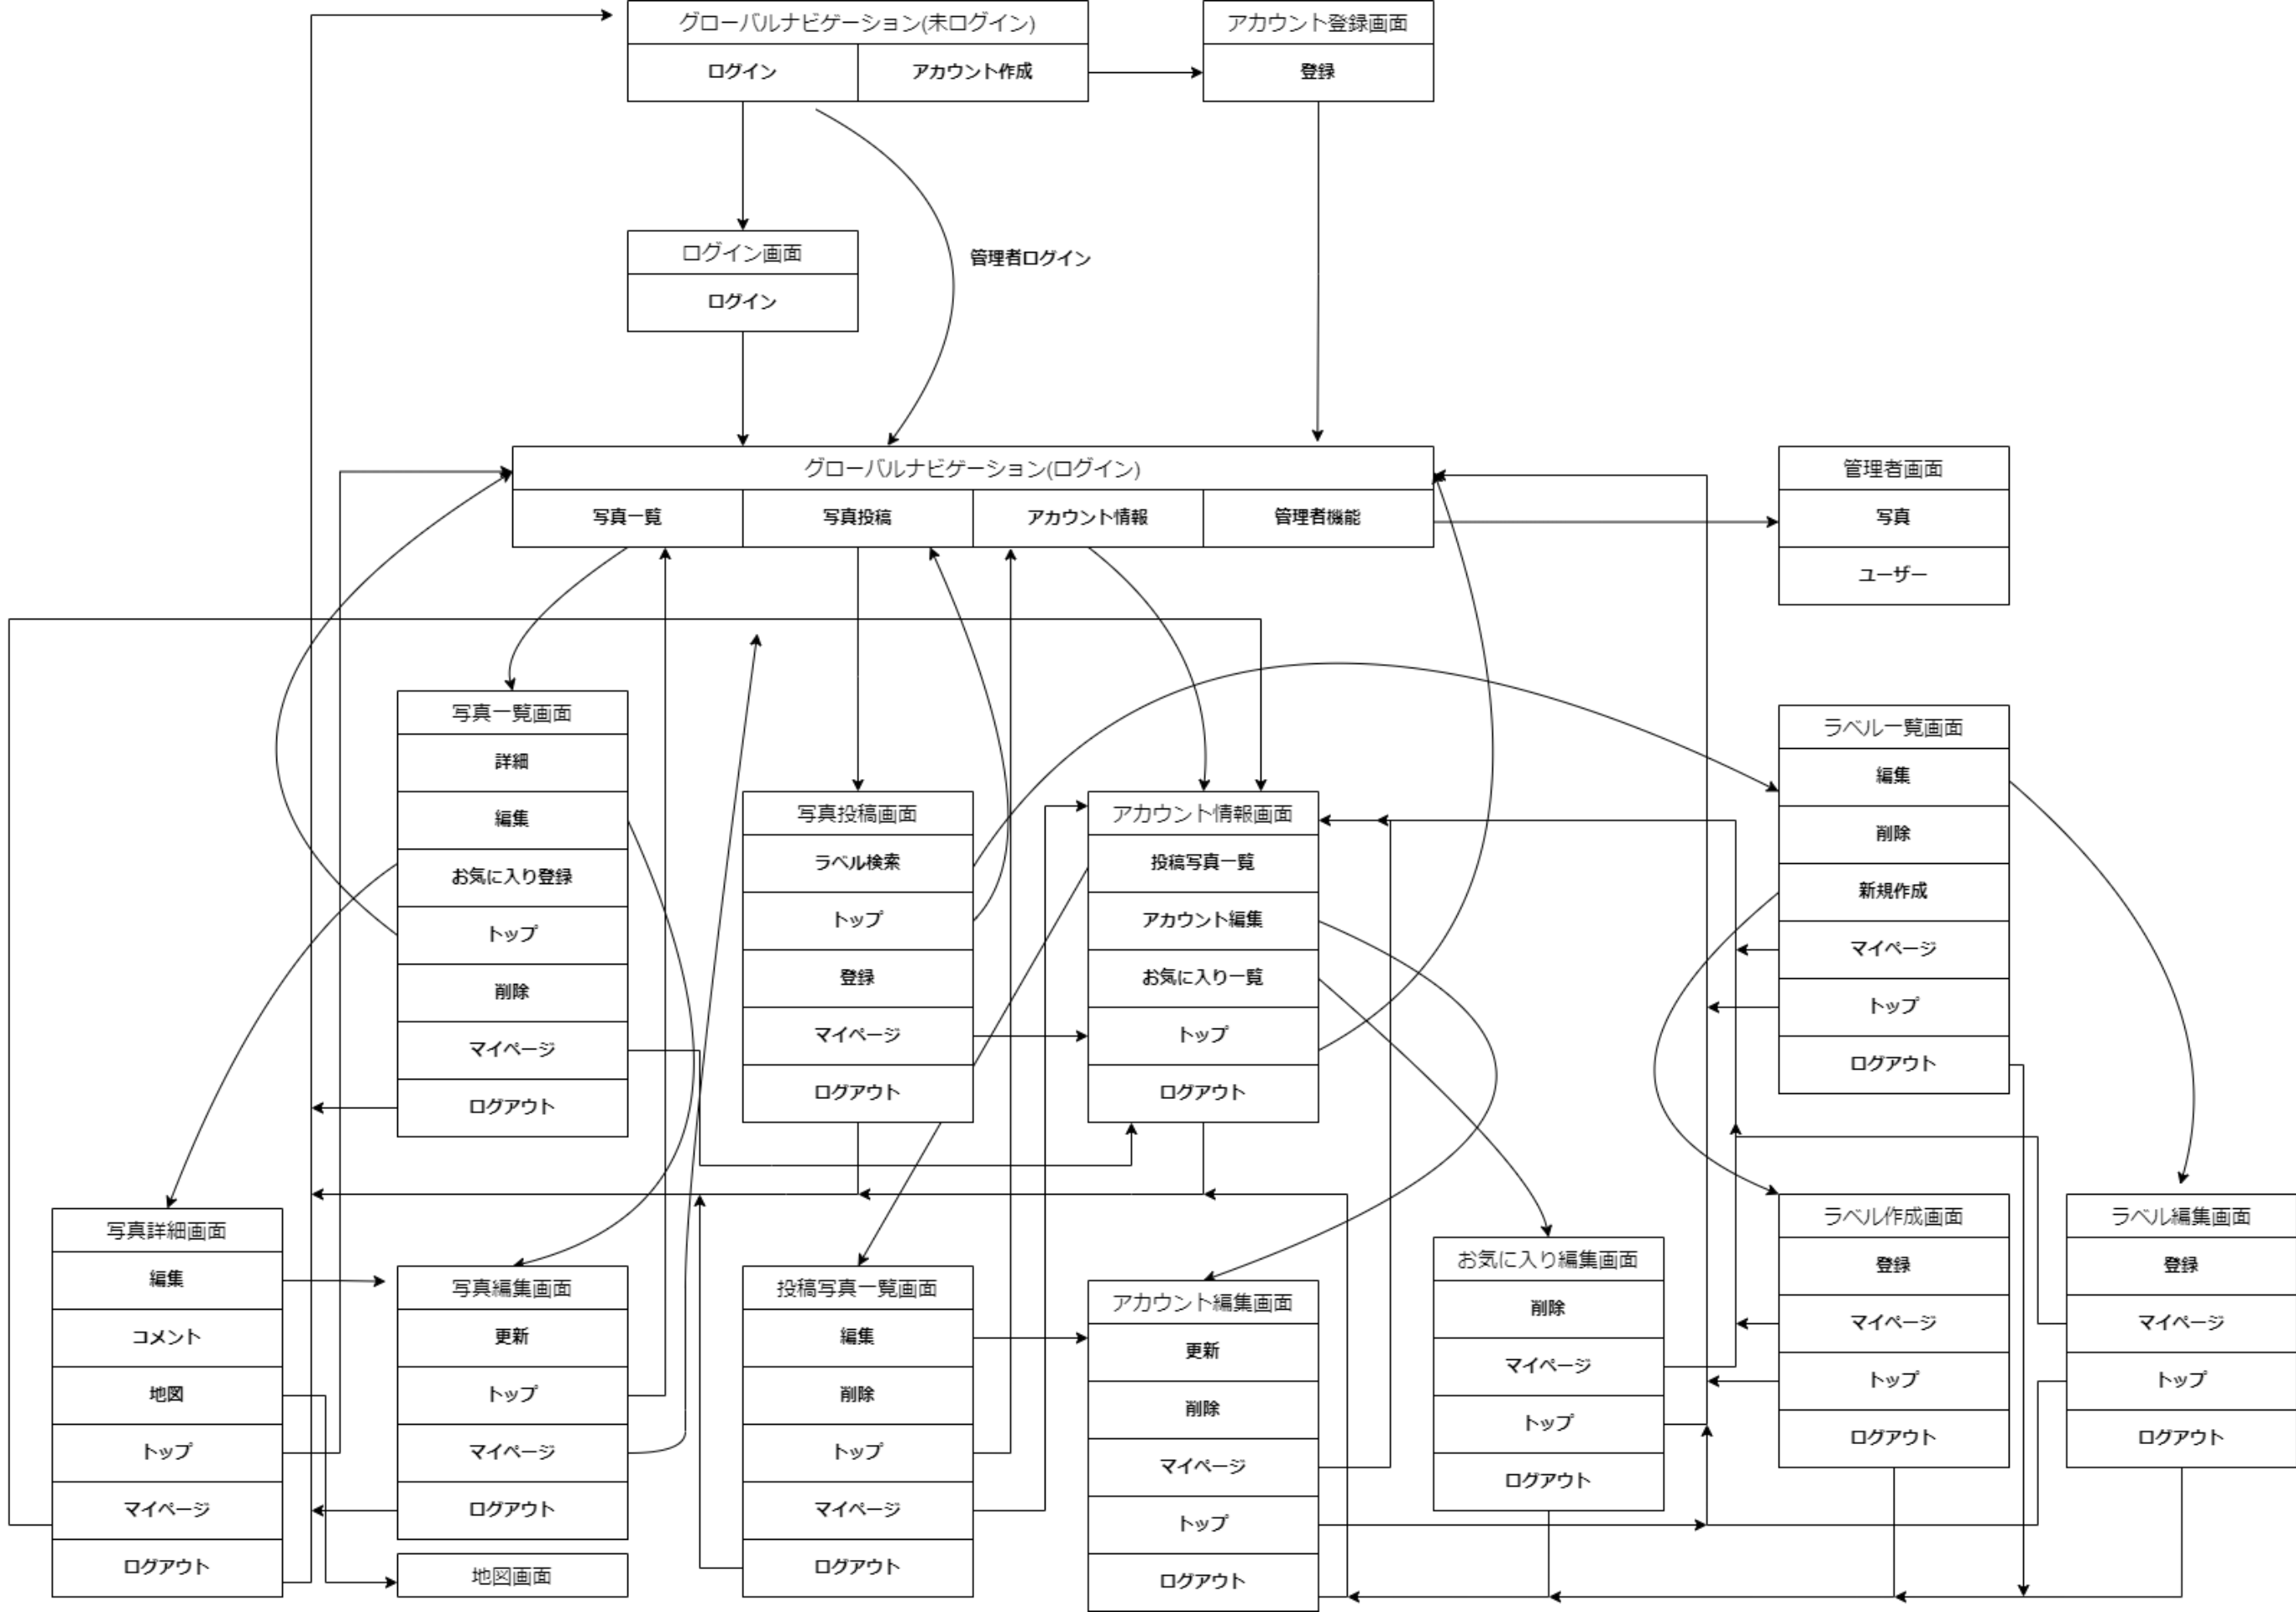 グローバルナビゲーション(未ログイン)
ログイン
アカウント作成
アカウント登録画面
登録
ログイン画面
ログイン
管理者ログイン
グローバルナビゲーション(ログイン)
写真一覧
写真投稿
アカウント情報
管理者機能
管理者画面
写真
ユーザー
写真一覧画面
詳細
編集
お気に入り登録
トップ
削除
マイページ
ログアウト
写真投稿画面
ラベル検索
トップ
登録
マイページ
ログアウト
アカウント情報画面
投稿写真一覧
アカウント編集
お気に入り一覧
トップ
ログアウト
ラベル一覧画面
編集
削除
新規作成
マイページ
トップ
ログアウト
写真詳細画面
編集
コメント
地図
トップ
マイページ
ログアウト
写真編集画面
更新
トップ
マイページ
ログアウト
地図画面
投稿写真一覧画面
編集
削除
トップ
マイページ
ログアウト
アカウント編集画面
更新
削除
マイページ
トップ
ログアウト
お気に入り編集画面
削除
マイページ
トップ
ログアウト
ラベル作成画面
登録
マイページ
トップ
ログアウト
ラベル編集画面
登録
マイページ
トップ
ログアウト